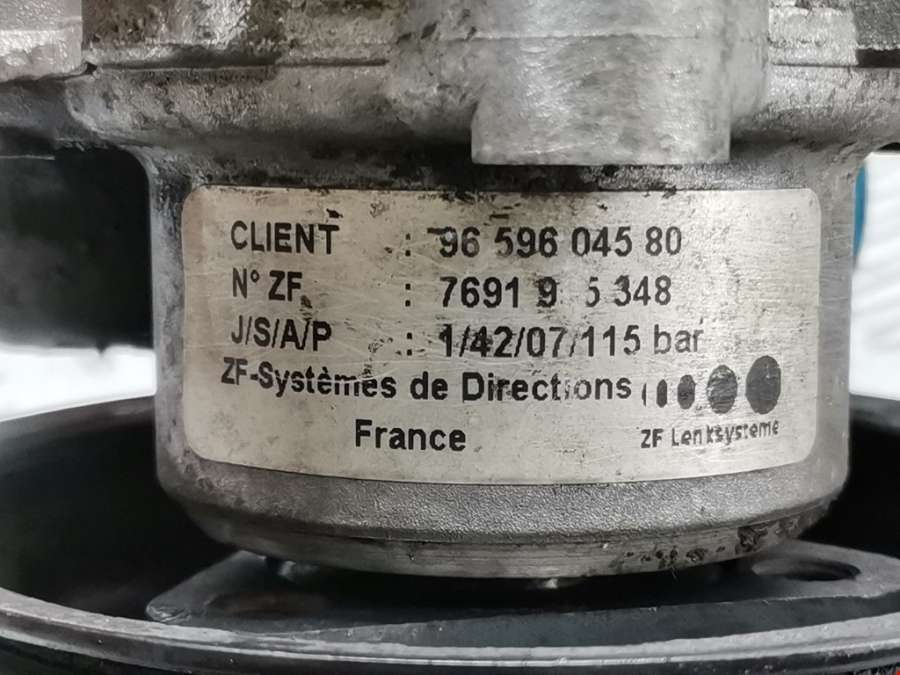 CLIENT : 96 596 045 80
N° ZF : 7691 9 5 348
J/S/A/P : 1/42/07/115 bar
ZF-Systèmes de Directions
France
ZF Lenksysteme